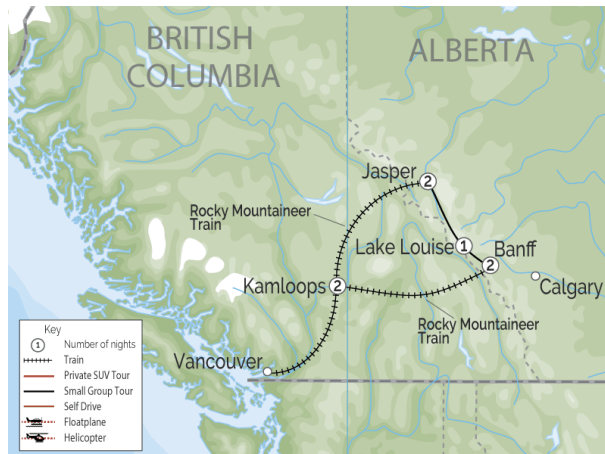 BRITISH
COLUMBIA
ALBERTA
Jasper
2
Rocky Mountaineer
Train
Lake Louise
1
Banff
2
Kamloops
2
Calgary
Rocky Mountaineer
Train
Vancouver
Key
1 Number of nights
Train
Private SUV Tour
Small Group Tour
Self Drive
Floatplane
Helicopter